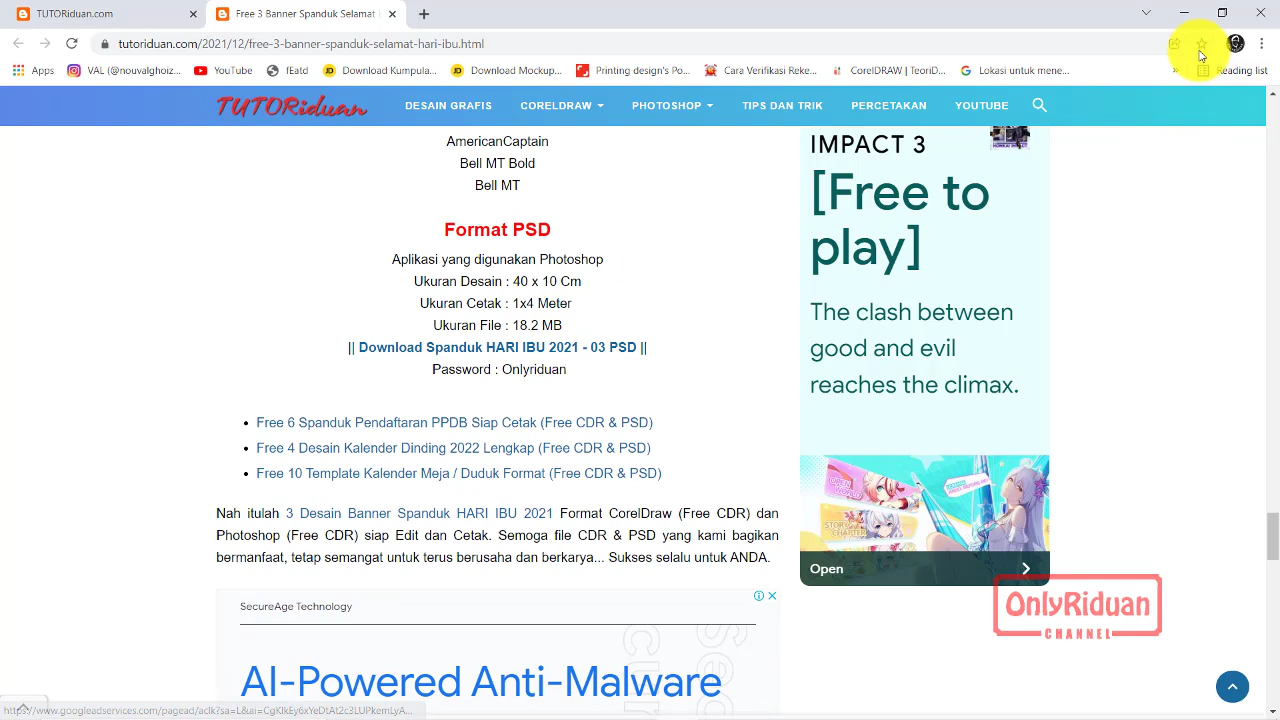 TUTORiduan.com
Free 3 Banner Spanduk Selamat
tutoriduan.com/2021/12/free-3-banner-spanduk-selamat-hari-ibu.html
Apps
VAL (@nouvalghoiz...
YouTube
fEatd
Download Kumpula...
Download, Mockup...
Printing design's Po...
Cara Verifikasi Reke...
CorelDRAW | TeoriD...
Lokasi untuk mene...
»
Reading list
TUTORiduan
DESAIN GRAFIS
CORELDRAW
PHOTOSHOP
TIPS DAN TRIK
PERCETAKAN
YOUTUBE
AmericanCaptain
Bell MT Bold
Bell MT
Format PSD
Aplikasi yang digunakan Photoshop
Ukuran Desain : 40 x 10 Cm
Ukuran Cetak : 1x4 Meter
Ukuran File : 18.2 MB
|| Download Spanduk HARI IBU 2021 - 03 PSD ||
Password : Onlyriduan
• Free 6 Spanduk Pendaftaran PPDB Siap Cetak (Free CDR & PSD)
• Free 4 Desain Kalender Dinding 2022 Lengkap (Free CDR & PSD)
• Free 10 Template Kalender Meja / Duduk Format (Free CDR & PSD)
Nah itulah 3 Desain Banner Spanduk HARI IBU 2021 Format CorelDraw (Free CDR) dan
Photoshop (Free CDR) siap Edit dan Cetak. Semoga file CDR & PSD yang kami bagikan
bermanfaat, tetap semangat untuk terus berusaha dan berkarya... Sukses selalu untuk ANDA.
SecureAge Technology
AI-Powered Anti-Malware
IMPACT 3
[Free to
play]
The clash between
good and evil
reaches the climax.
OPEN
WORLD
STORY
CHAPTER
Open
OnlyRiduan
CHANNEL